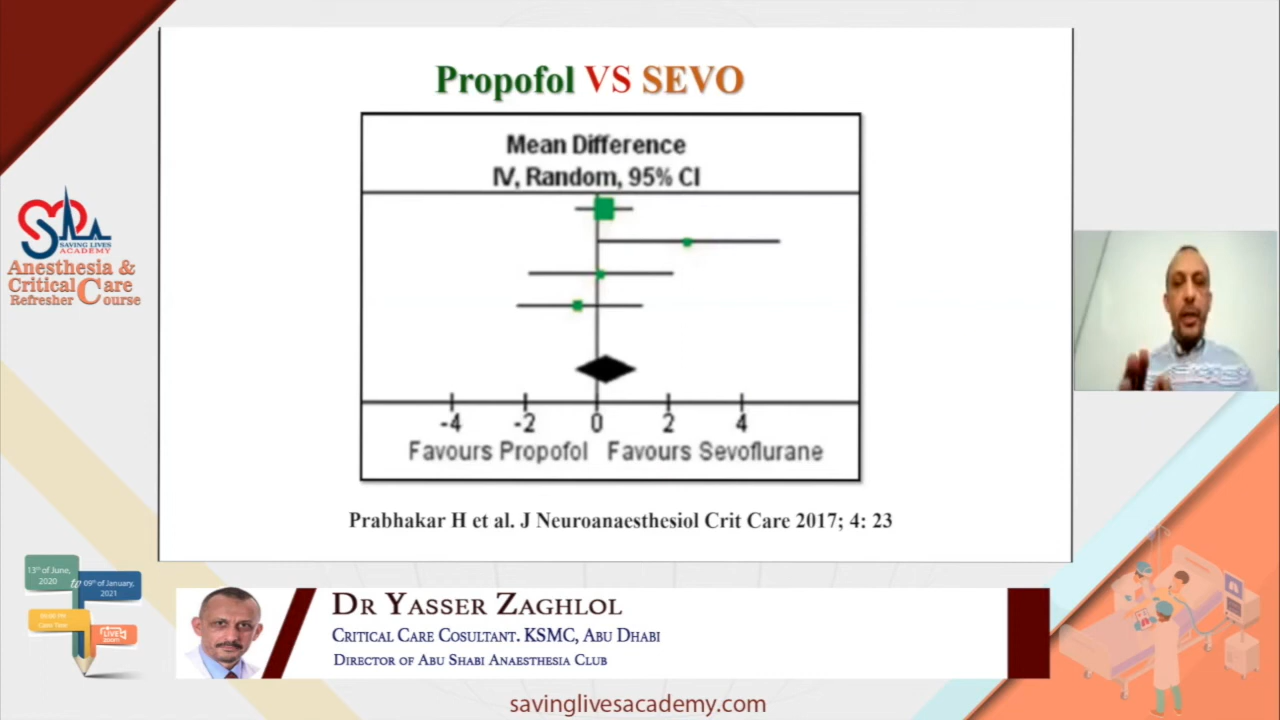 Propofol VS SEVO
Mean Difference
IV, Random, 95% CI
-4 -2 0 2 4
Favours Propofol Favours Sevoflurane
Prabhakar H et al. J Neuroanaesthesiol Crit Care 2017; 4: 23
SAVING LIVES
ACADEMY
Anesthesia &
Critical Care
Refresher Course
13th of June,
2020
to
09th of January,
2021
LIVE
DR YASSER ZAGHLOL
CRITICAL CARE COSULTANT. KSMC, ABU DHABI
DIRECTOR OF ABU SHABI ANAESTHESIA CLUB
savinglivesacademy.com